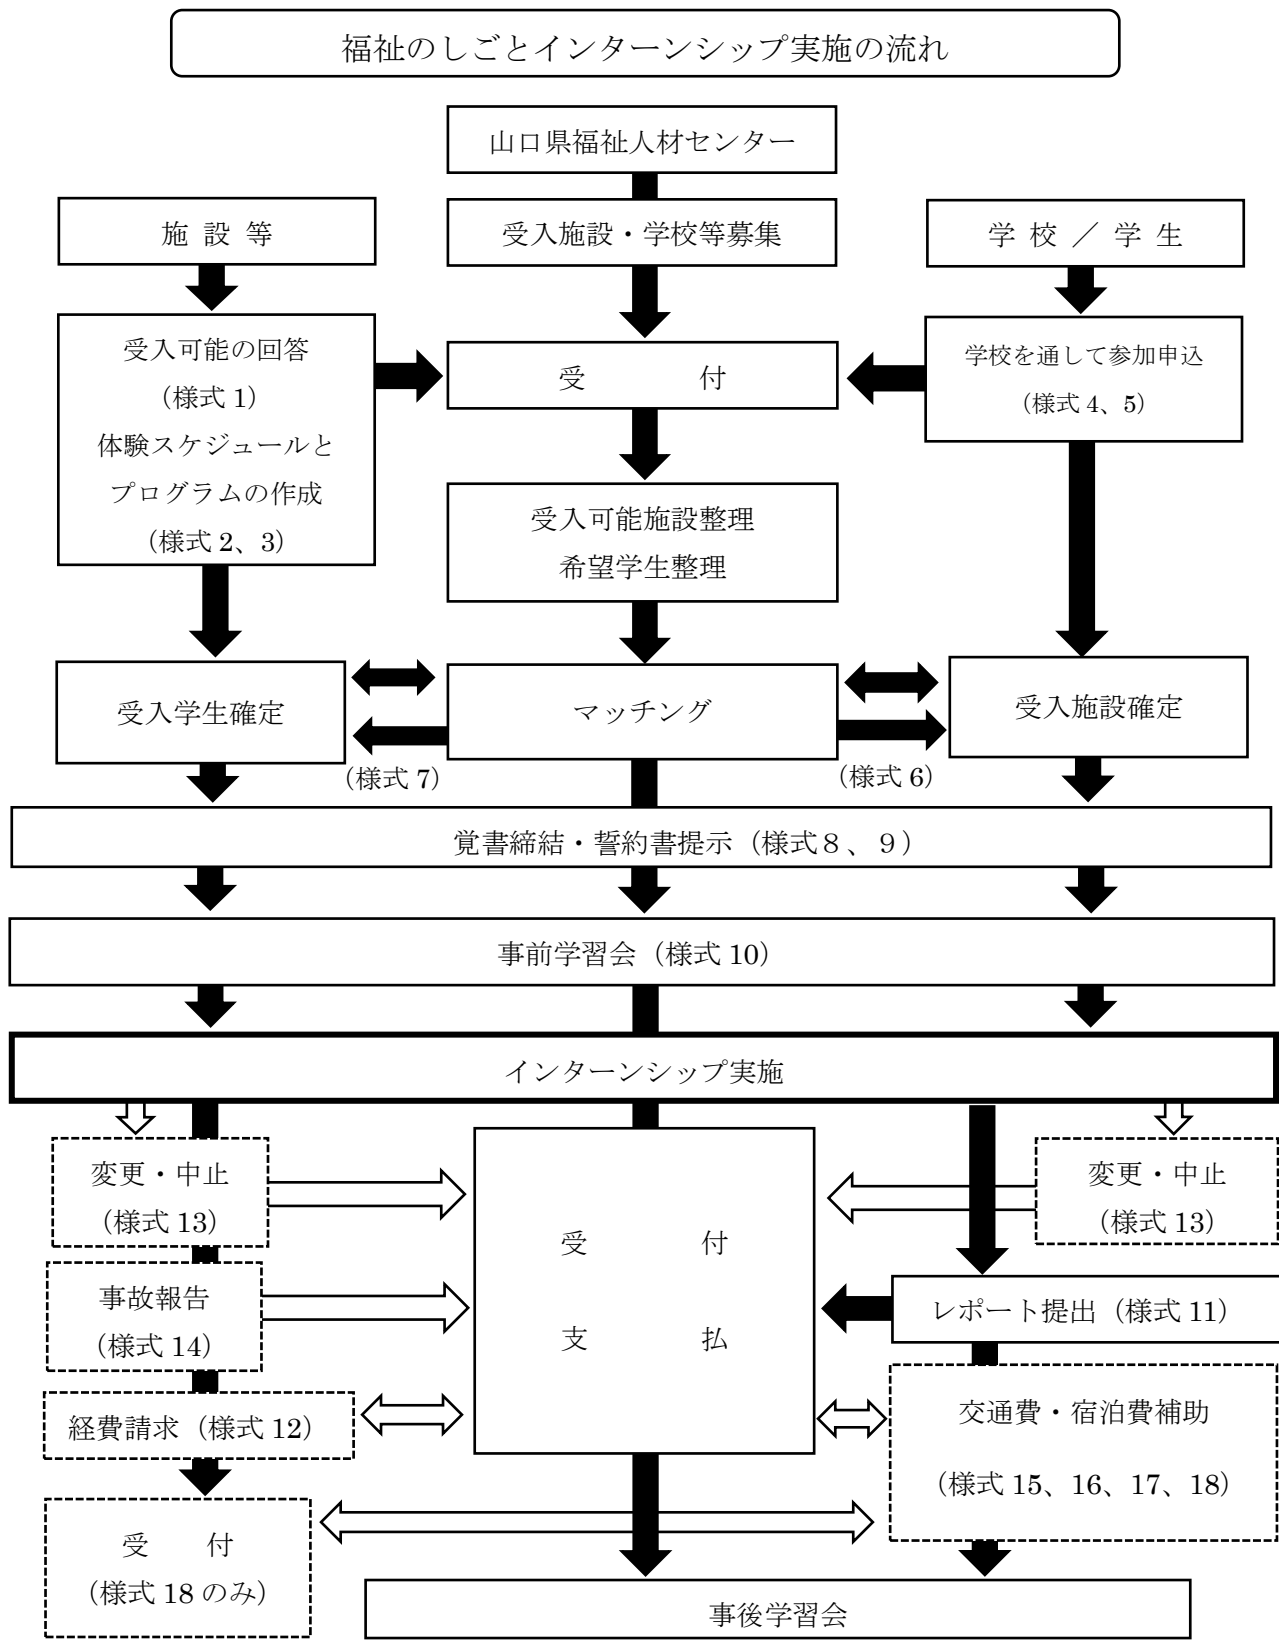 福祉のしごとインターンシップ実施の流れ
山口県福祉人材センター
施 設 等
受入施設・学校等募集
学 校 ／ 学 生
受入可能の回答
（様式 1）
体験スケジュールと
プログラムの作成
（様式 2、3）
受 付
学校を通して参加申込
（様式 4、5）
受入可能施設整理
希望学生整理
受入学生確定
マッチング
受入施設確定
（様式 7）
（様式 6）
覚書締結・誓約書提示（様式８、９）
事前学習会（様式 10）
インターンシップ実施
変更・中止
（様式 13）
受 付
支 払
変更・中止
（様式 13）
事故報告
（様式 14）
レポート提出（様式 11）
経費請求（様式 12）
交通費・宿泊費補助
（様式 15、16、17、18）
受 付
（様式 18 のみ）
事後学習会